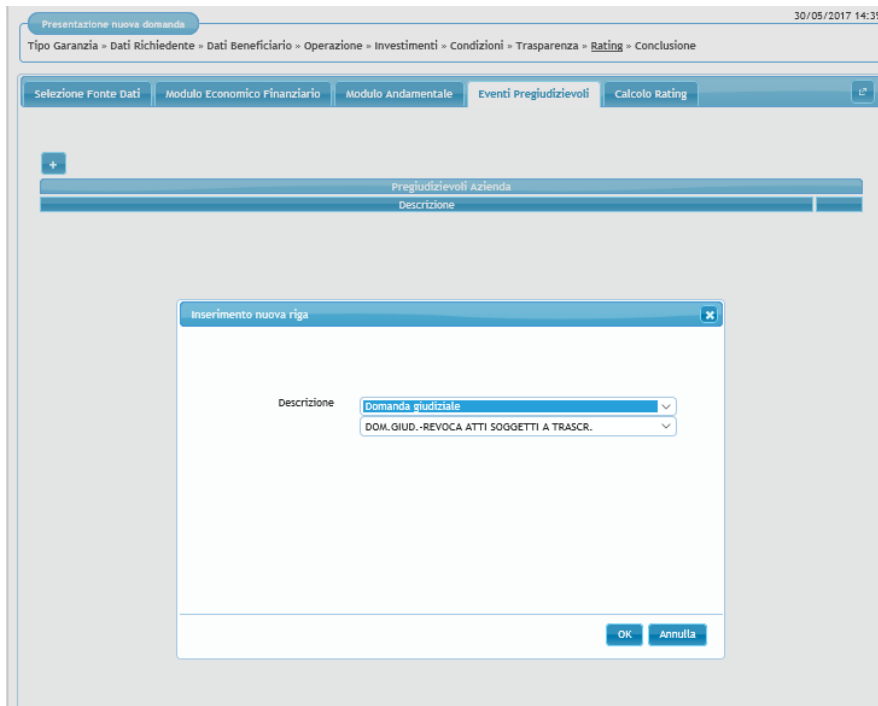 30/05/2017 14:39
Presentazione nuova domanda
Tipo Garanzia » Dati Richiedente » Dati Beneficiario » Operazione » Investimenti » Condizioni » Trasparenza » Rating » Conclusione
Selezione Fonte Dati Modulo Economico Finanziario Modulo Andamentale Eventi Pregiudizievoli Calcolo Rating
+
Pregiudizievoli Azienda
Descrizione
Inserimento nuova riga
Descrizione Domanda giudiziale
DOM.GIUD.-REVOCA ATTI SOGGETTI A TRASCR.
OK Annulla